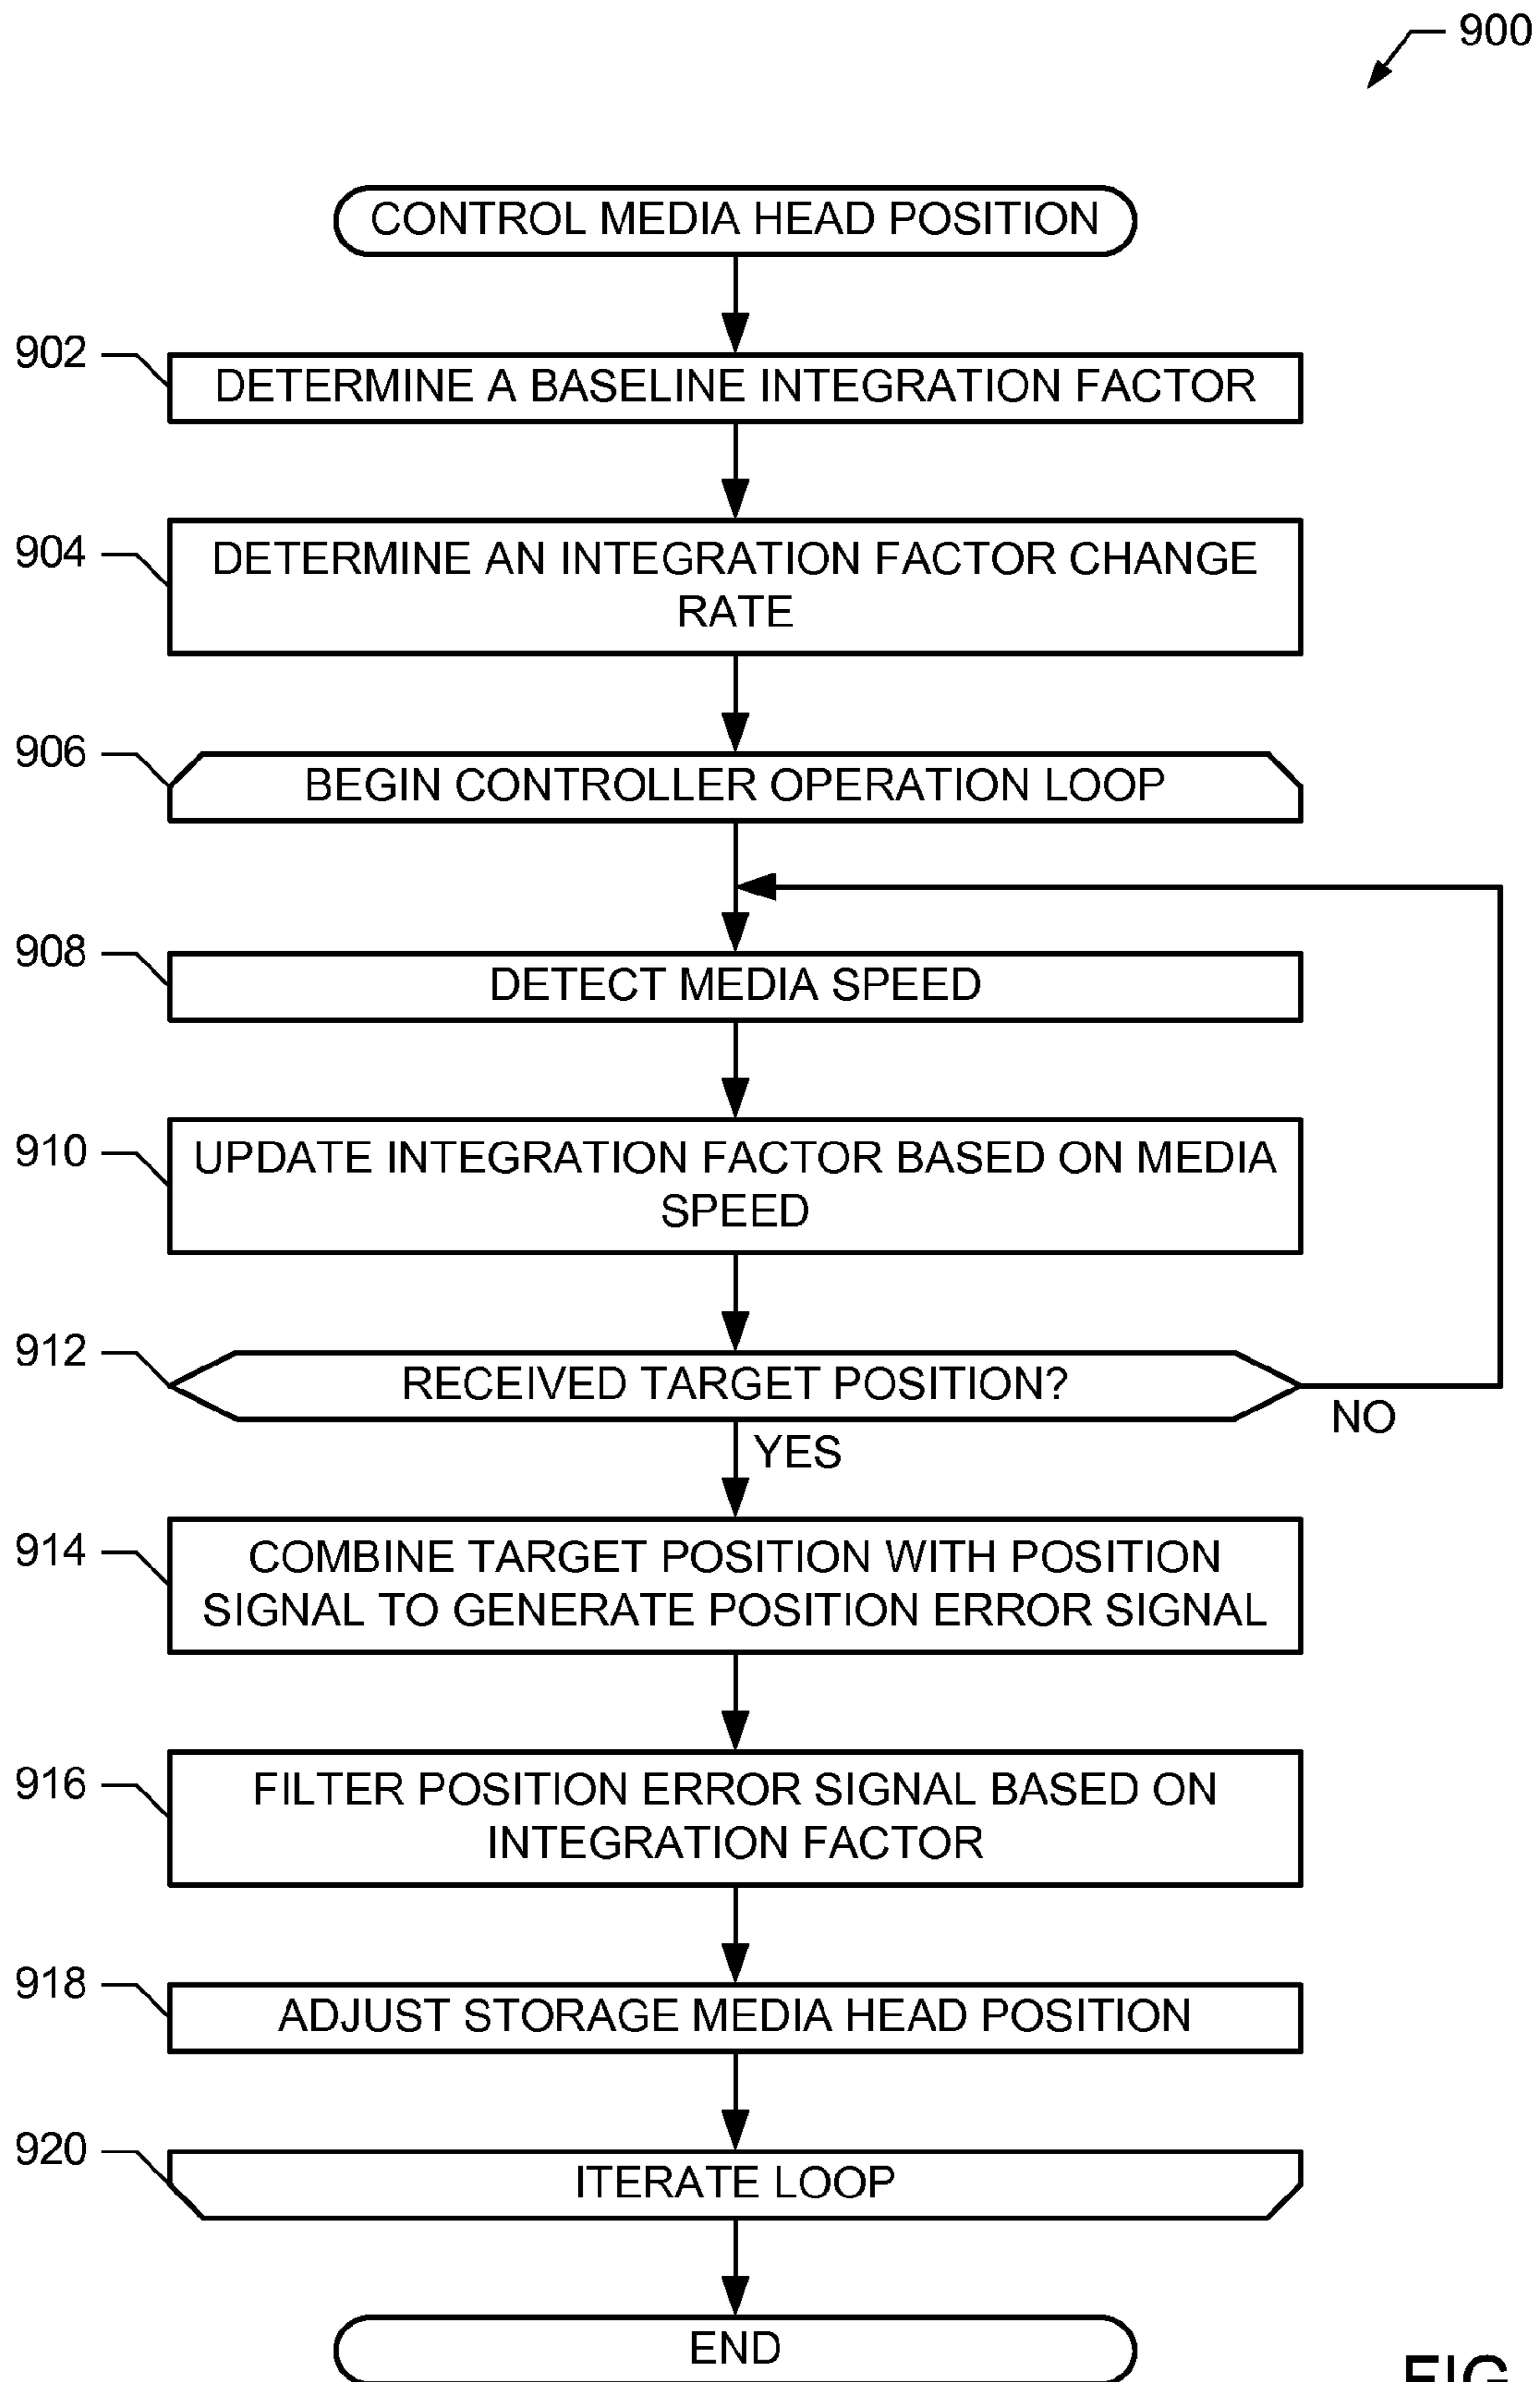 900
CONTROL MEDIA HEAD POSITION
902
DETERMINE A BASELINE INTEGRATION FACTOR
904
DETERMINE AN INTEGRATION FACTOR CHANGE
RATE
906
BEGIN CONTROLLER OPERATION LOOP
908
DETECT MEDIA SPEED
910
UPDATE INTEGRATION FACTOR BASED ON MEDIA
SPEED
912
RECEIVED TARGET POSITION?
NO
YES
914
COMBINE TARGET POSITION WITH POSITION
SIGNAL TO GENERATE POSITION ERROR SIGNAL
916
FILTER POSITION ERROR SIGNAL BASED ON
INTEGRATION FACTOR
918
ADJUST STORAGE MEDIA HEAD POSITION
920
ITERATE LOOP
END
FIG